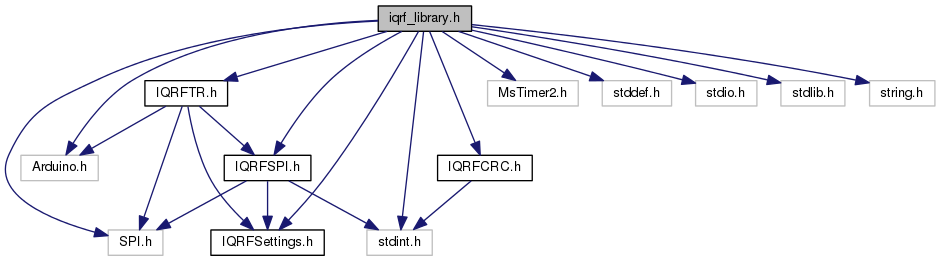 iqrf_library.h
IQRFTR.h
MsTimer2.h
stddef.h
stdio.h
stdlib.h
string.h
Arduino.h
IQRFSPI.h
IQRFCRC.h
SPI.h
IQRFSettings.h
stdint.h